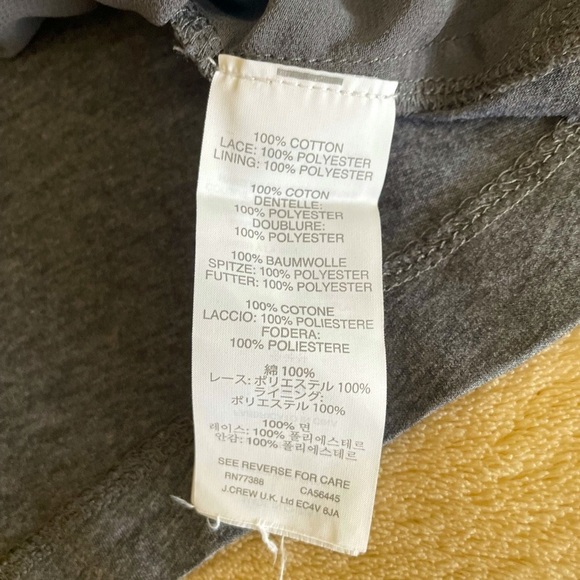 100% COTTON
LACE: 100% POLYESTER
LINING: 100% POLYESTER
100% COTON
DENTELLE:
100% POLYESTER
DOUBLURE:
100% POLYESTER
100% BAUMWOLLE
SPITZE: 100% POLYESTER
FUTTER: 100% POLYESTER
100% COTONE
LACCIO: 100% POLIESTERE
FODERA:
100% POLIESTERE
綿 100%
レース: ポリエステル 100%
ライニング:
ポリエステル 100%
100% 면
레이스: 100% 폴리에스테르
안감: 100% 폴리에스테르
SEE REVERSE FOR CARE
RN77388 CA56445
J.CREW U.K. Ltd EC4V 6JA